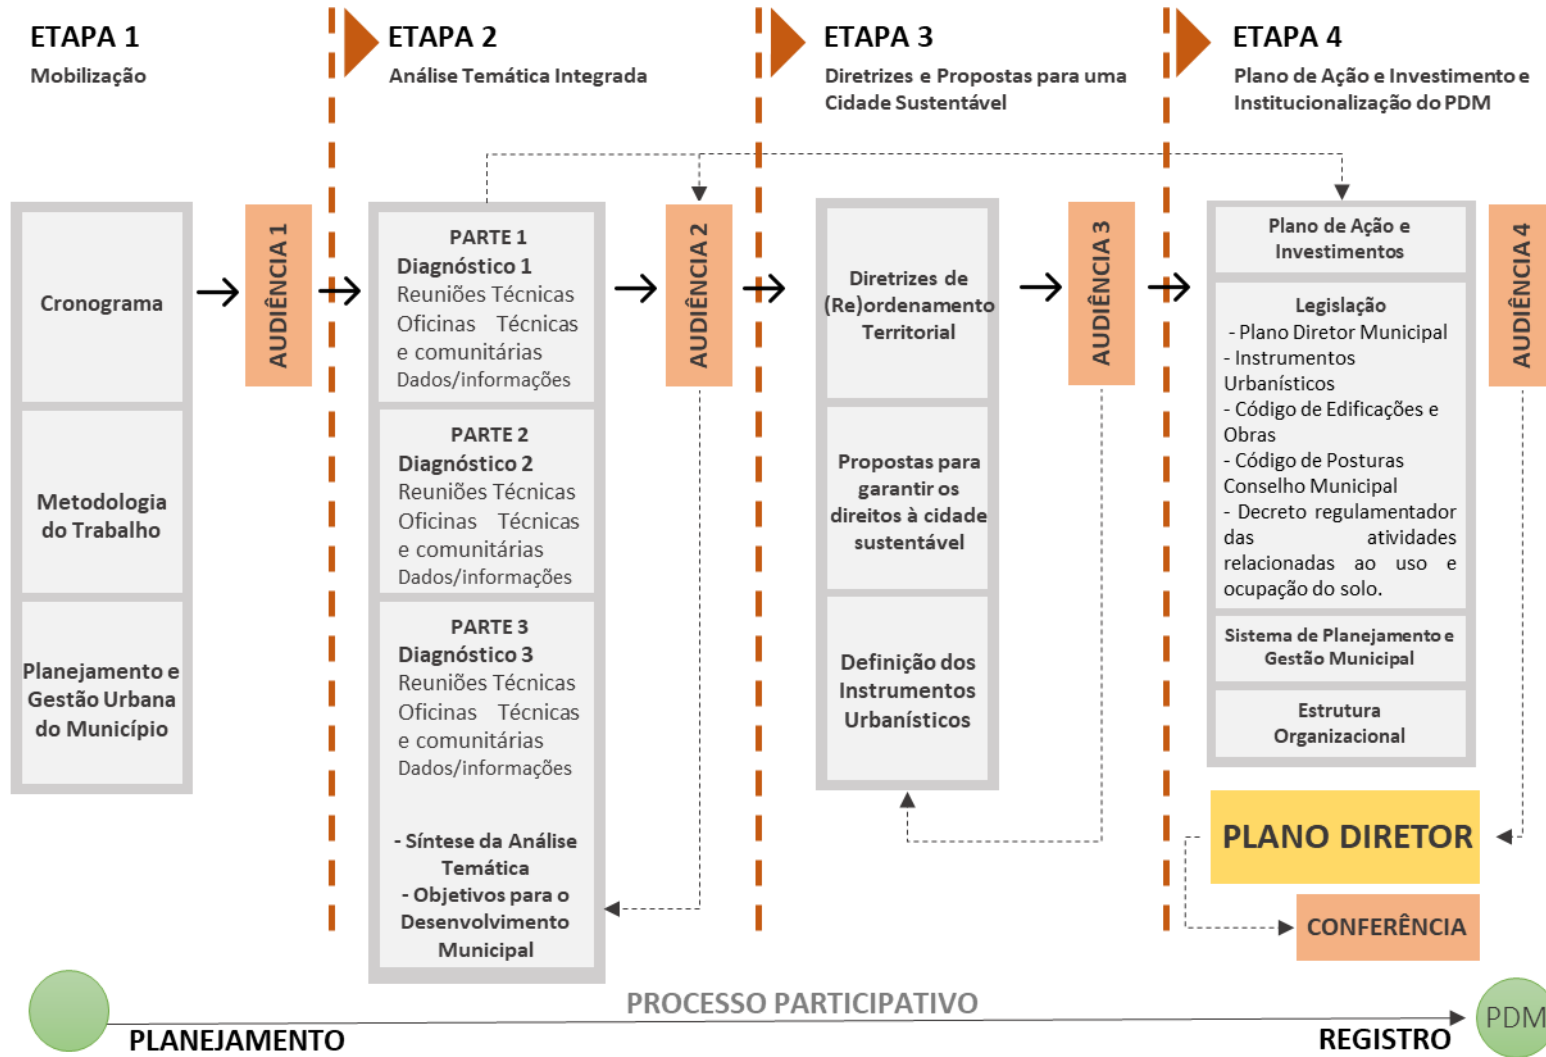 ETAPA 1
Mobilização
ETAPA 2
Análise Temática Integrada
ETAPA 3
Diretrizes e Propostas para uma
Cidade Sustentável
ETAPA 4
Plano de Ação e Investimento e
Institucionalização do PDM
Cronograma
Metodologia
do Trabalho
Planejamento e
Gestão Urbana
do Município
AUDIÊNCIA 1
PARTE 1
Diagnóstico 1
Reuniões Técnicas
Oficinas Técnicas
e comunitárias
Dados/informações
PARTE 2
Diagnóstico 2
Reuniões Técnicas
Oficinas Técnicas
e comunitárias
Dados/informações
PARTE 3
Diagnóstico 3
Reuniões Técnicas
Oficinas Técnicas
e comunitárias
Dados/informações
- Síntese da Análise
Temática
- Objetivos para o
Desenvolvimento
Municipal
AUDIÊNCIA 2
Diretrizes de
(Re)ordenamento
Territorial
Propostas para
garantir os
direitos à cidade
sustentável
Definição dos
Instrumentos
Urbanísticos
AUDIÊNCIA 3
Plano de Ação e
Investimentos
Legislação
- Plano Diretor Municipal
- Instrumentos
Urbanísticos
- Código de Edificações e
Obras
- Código de Posturas
Conselho Municipal
- Decreto regulamentador
das atividades
relacionadas ao uso e
ocupação do solo.
Sistema de Planejamento e
Gestão Municipal
Estrutura
Organizacional
AUDIÊNCIA 4
PLANO DIRETOR
CONFERÊNCIA
PROCESSO PARTICIPATIVO
PLANEJAMENTO
REGISTRO
PDM